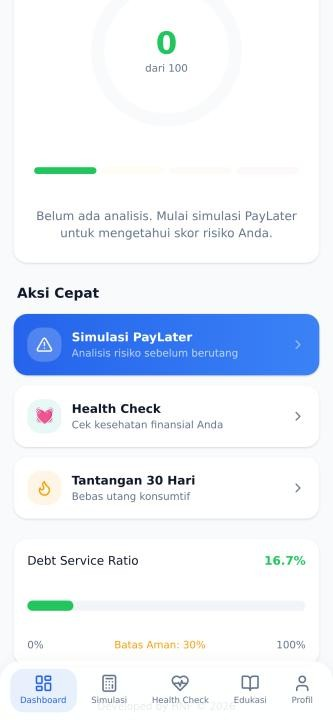 0
dari 100
Belum ada analisis. Mulai simulasi PayLater
untuk mengetahui skor risiko Anda.
Aksi Cepat
Simulasi PayLater
Analisis risiko sebelum berutang
Health Check
Cek kesehatan finansial Anda
Tantangan 30 Hari
Bebas utang konsumtif
Debt Service Ratio
16.7%
0%
Batas Aman: 30%
100%
Dashboard
Simulasi
Health Check
Edukasi
Profil
Developed by HNF © 2026